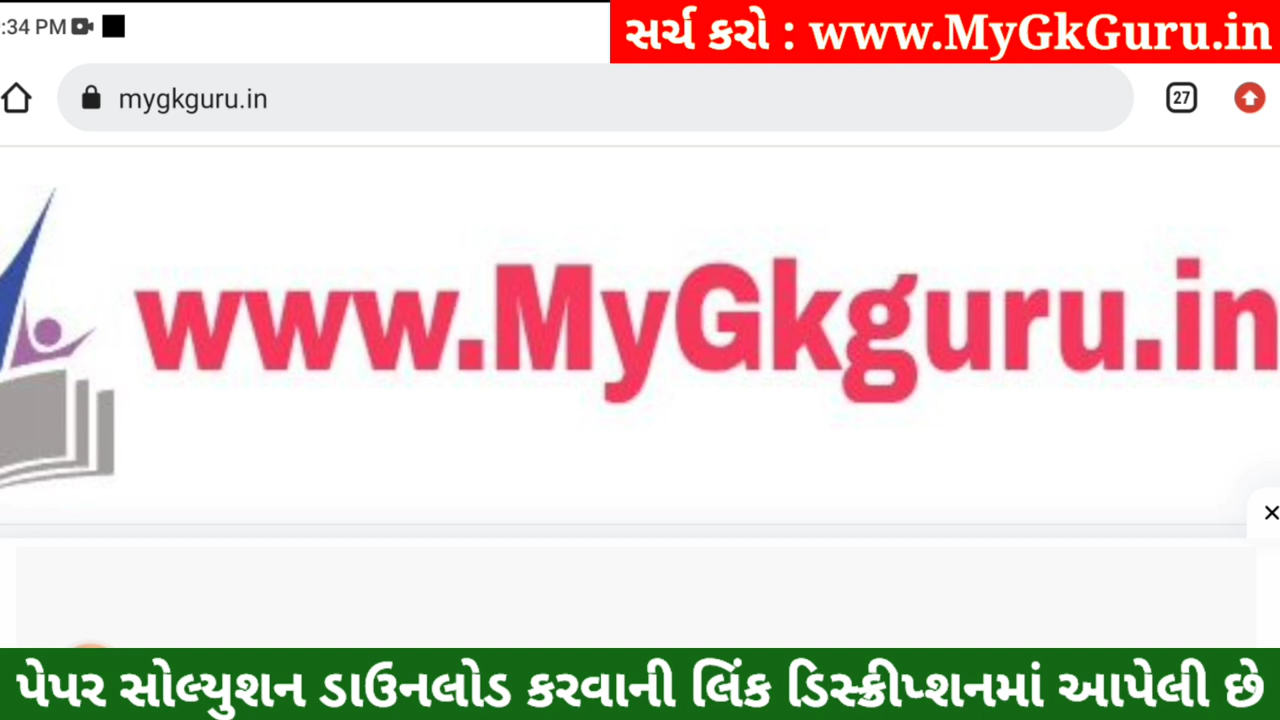 :34 PM
સર્ચ કરો : www.MyGkGuru.in
mygkguru.in
27
www.MyGkguru.in
પેપર સોલ્યુશન ડાઉનલોડ કરવાની લિંક ડિસ્ક્રીપ્શનમાં આપેલી છે